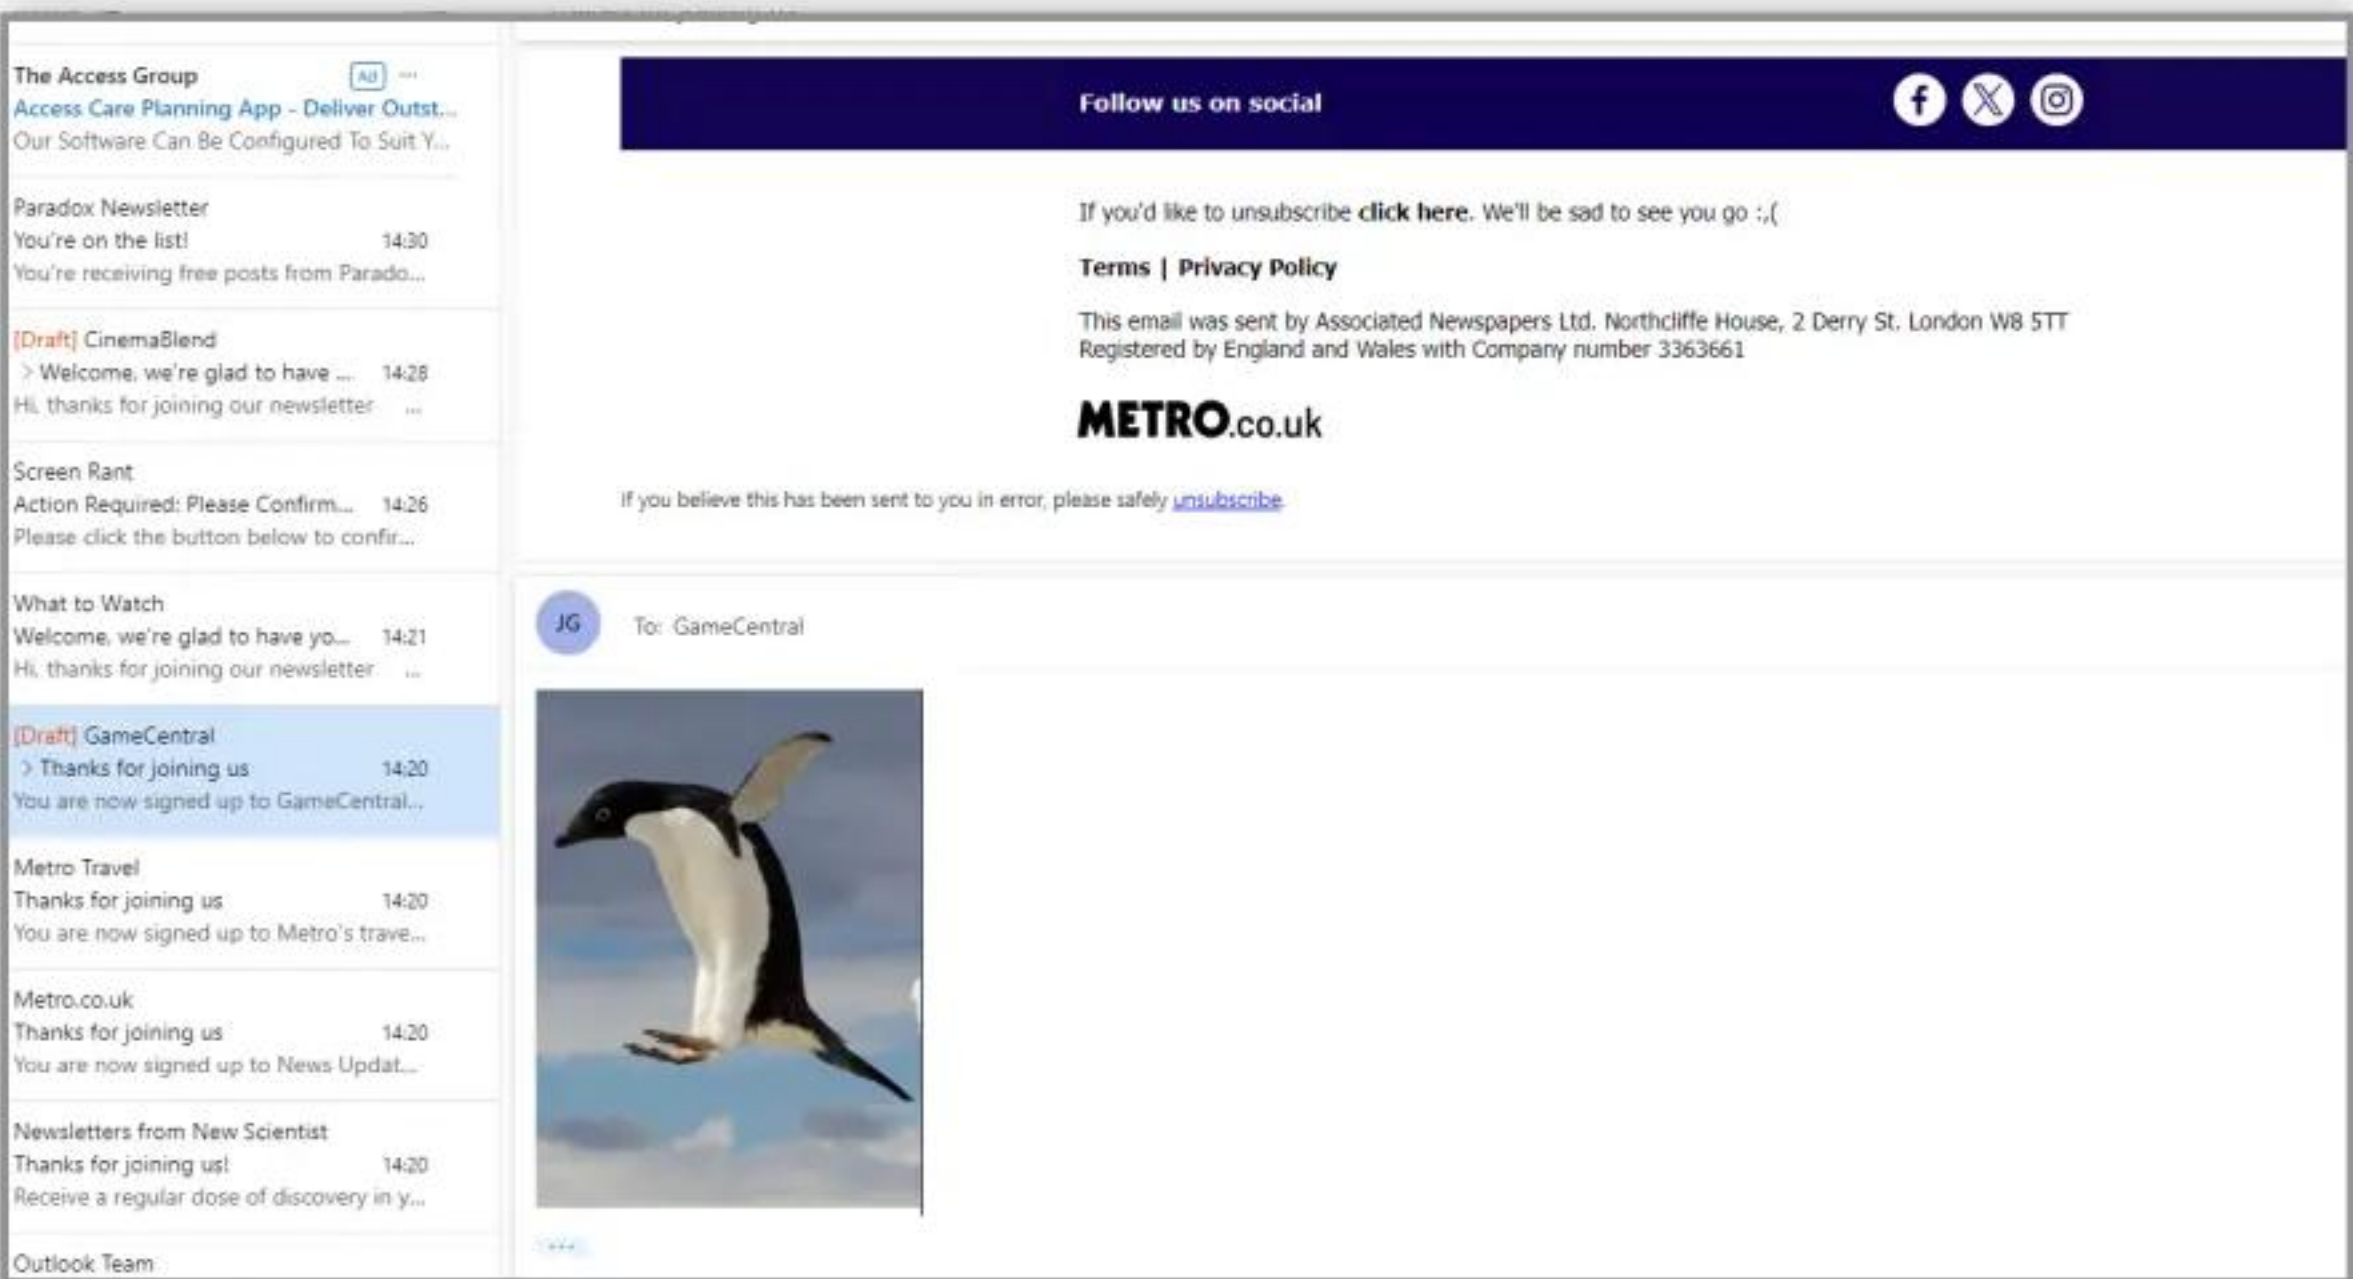 The Access Group
Ad
Access Care Planning App - Deliver Outst...
Our Software Can Be Configured To Suit Y...
Paradox Newsletter
You're on the list! 14:30
You're receiving free posts from Parado...
[Draft] CinemaBlend
> Welcome, we're glad to have ... 14:28
Hi, thanks for joining our newsletter ...
Screen Rant
Action Required: Please Confirm... 14:26
Please click the button below to confir...
What to Watch
Welcome, we're glad to have yo... 14:21
Hi, thanks for joining our newsletter ...
[Draft] GameCentral
> Thanks for joining us 14:20
You are now signed up to GameCentral...
Metro Travel
Thanks for joining us 14:20
You are now signed up to Metro's trave...
Metro.co.uk
Thanks for joining us 14:20
You are now signed up to News Updat...
Newsletters from New Scientist
Thanks for joining us! 14:20
Receive a regular dose of discovery in y...
Outlook Team
Follow us on social
If you'd like to unsubscribe click here. We'll be sad to see you go :,(
Terms | Privacy Policy
This email was sent by Associated Newspapers Ltd. Northcliffe House, 2 Derry St. London W8 5TT
Registered by England and Wales with Company number 3363661
METRO.co.uk
If you believe this has been sent to you in error, please safely unsubscribe.
JG
To: GameCentral